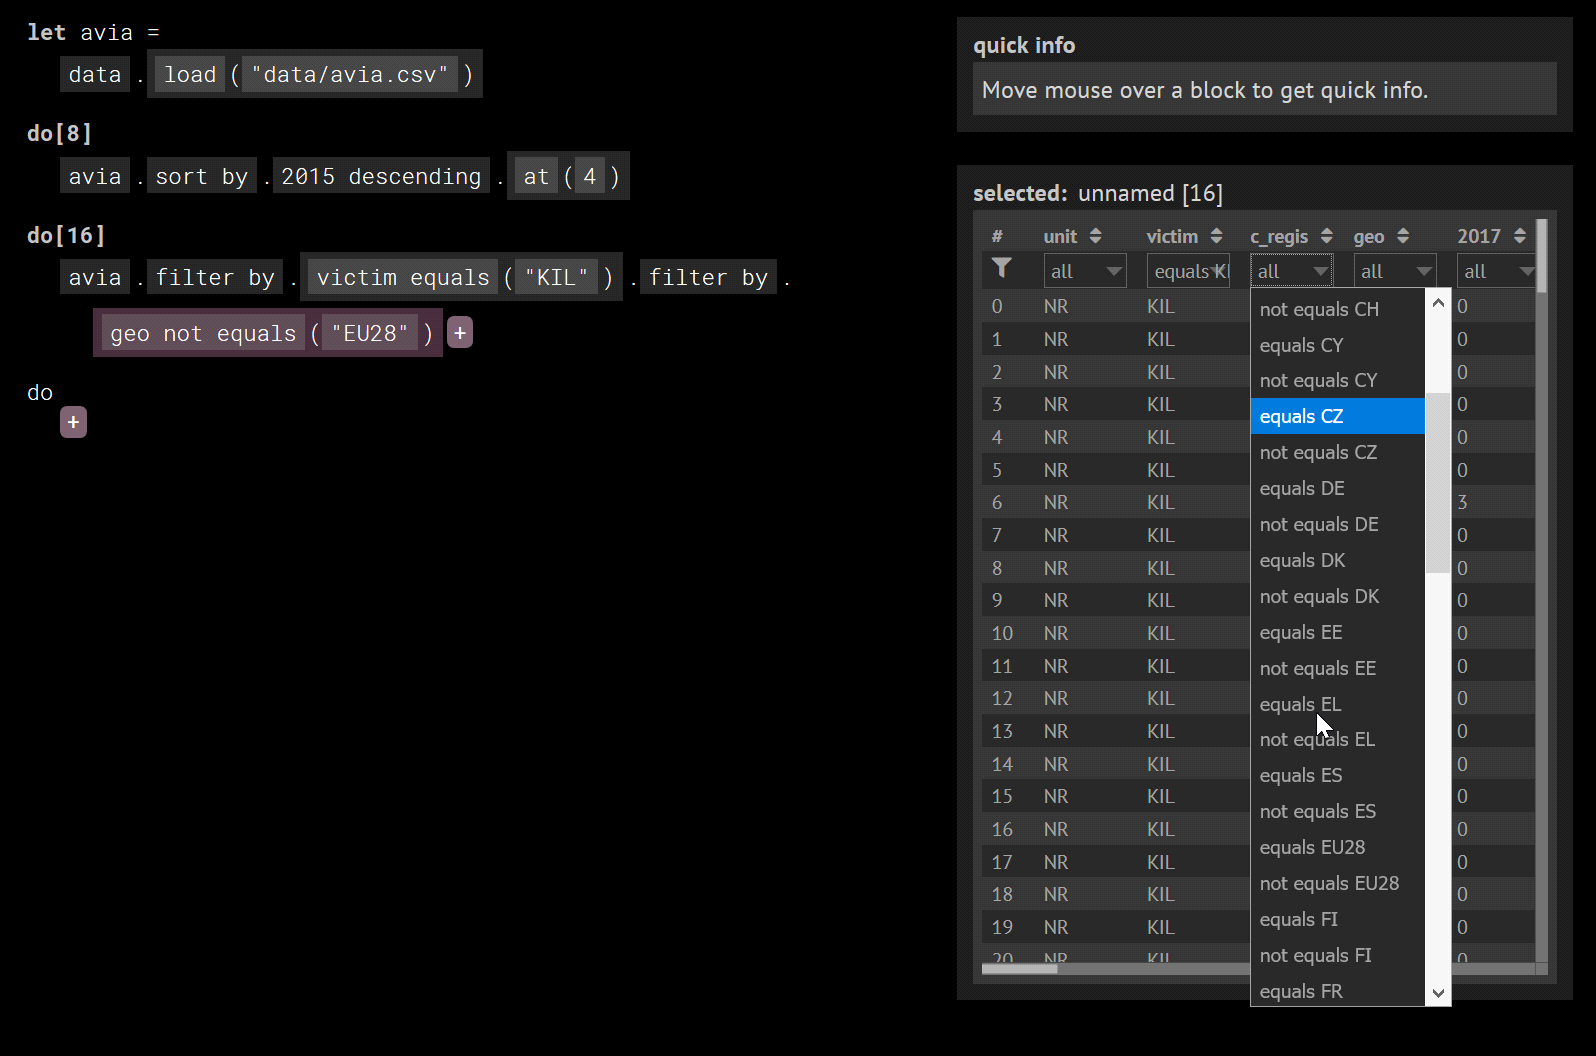 let avia =
data . load ( "data/avia.csv" )
do[8]
avia . sort by . 2015 descending . at ( 4 )
do[16]
avia . filter by . victim equals ( "KIL" ) . filter by .
geo not equals ( "EU28" ) +
do
+
quick info
Move mouse over a block to get quick info.
selected: unnamed [16]
# unit victim c_regis geo 2017
all equals KI all all all
0 NR KIL 0
1 NR KIL 0
2 NR KIL 0
3 NR KIL 0
4 NR KIL 0
5 NR KIL 0
6 NR KIL 3
7 NR KIL 0
8 NR KIL 0
9 NR KIL 0
10 NR KIL 0
11 NR KIL 0
12 NR KIL 0
13 NR KIL 0
14 NR KIL 0
15 NR KIL 0
16 NR KIL 0
17 NR KIL 0
18 NR KIL 0
19 NR KIL 0
20 NR KIL 0
not equals CH
equals CY
not equals CY
equals CZ
not equals CZ
equals DE
not equals DE
equals DK
not equals DK
equals EE
not equals EE
equals EL
not equals EL
equals ES
not equals ES
equals EU28
not equals EU28
equals FI
not equals FI
equals FR